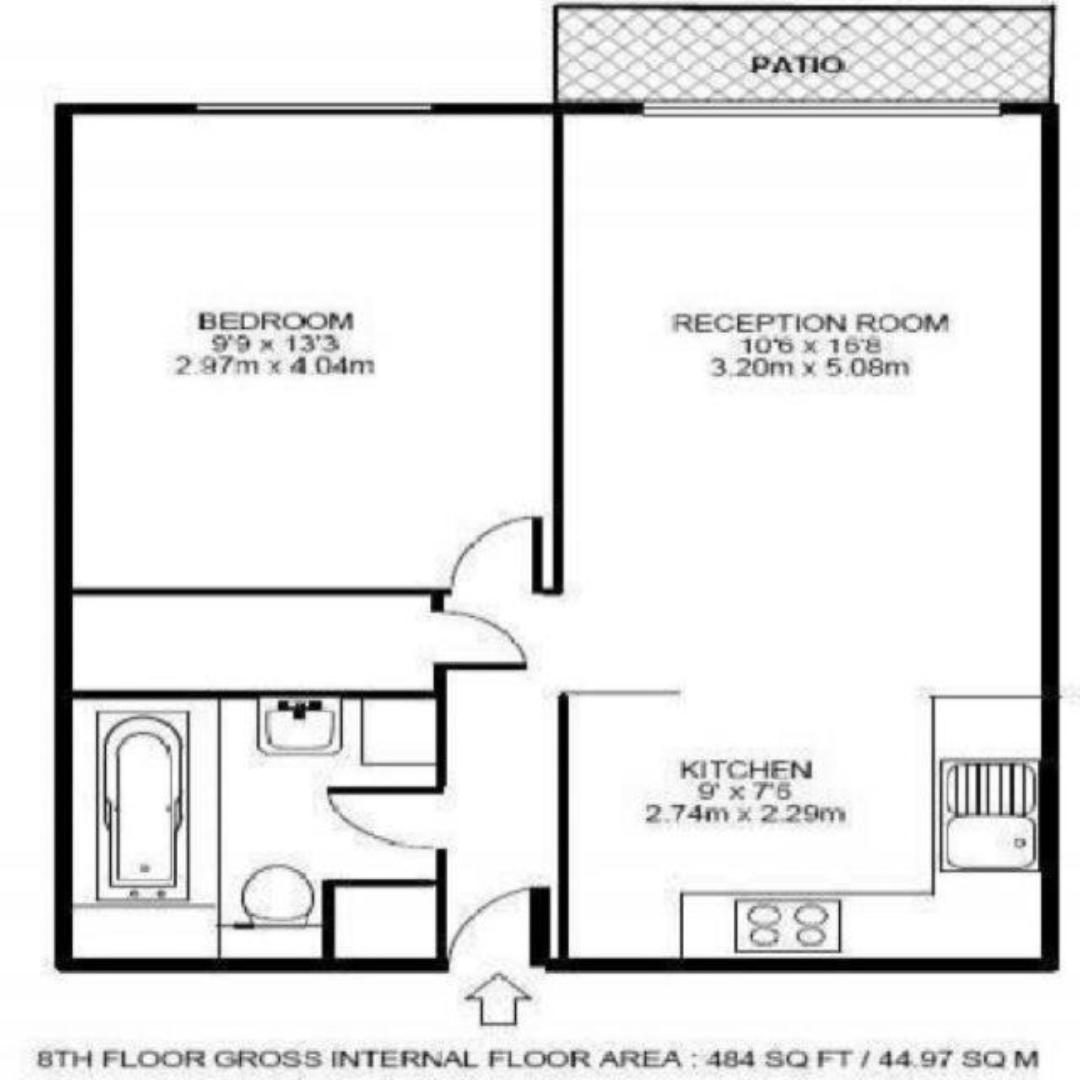 PATIO
BEDROOM
9'9 x 13'3
2.97m x 4.04m
RECEPTION ROOM
10'6 x 16'8
3.20m x 5.08m
KITCHEN
9' x 7'6
2.74m x 2.29m
8TH FLOOR GROSS INTERNAL FLOOR AREA : 484 SQ FT / 44.97 SQ M